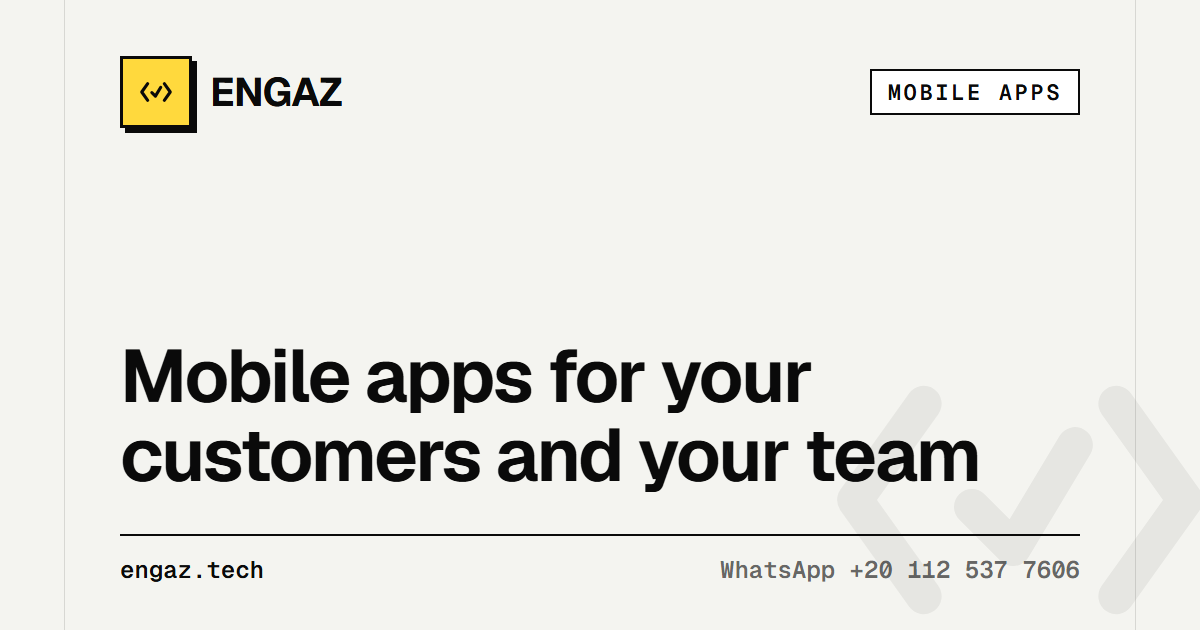 ENGAZ
MOBILE APPS
Mobile apps for your
customers and your team
engaz.tech
WhatsApp +20 112 537 7606